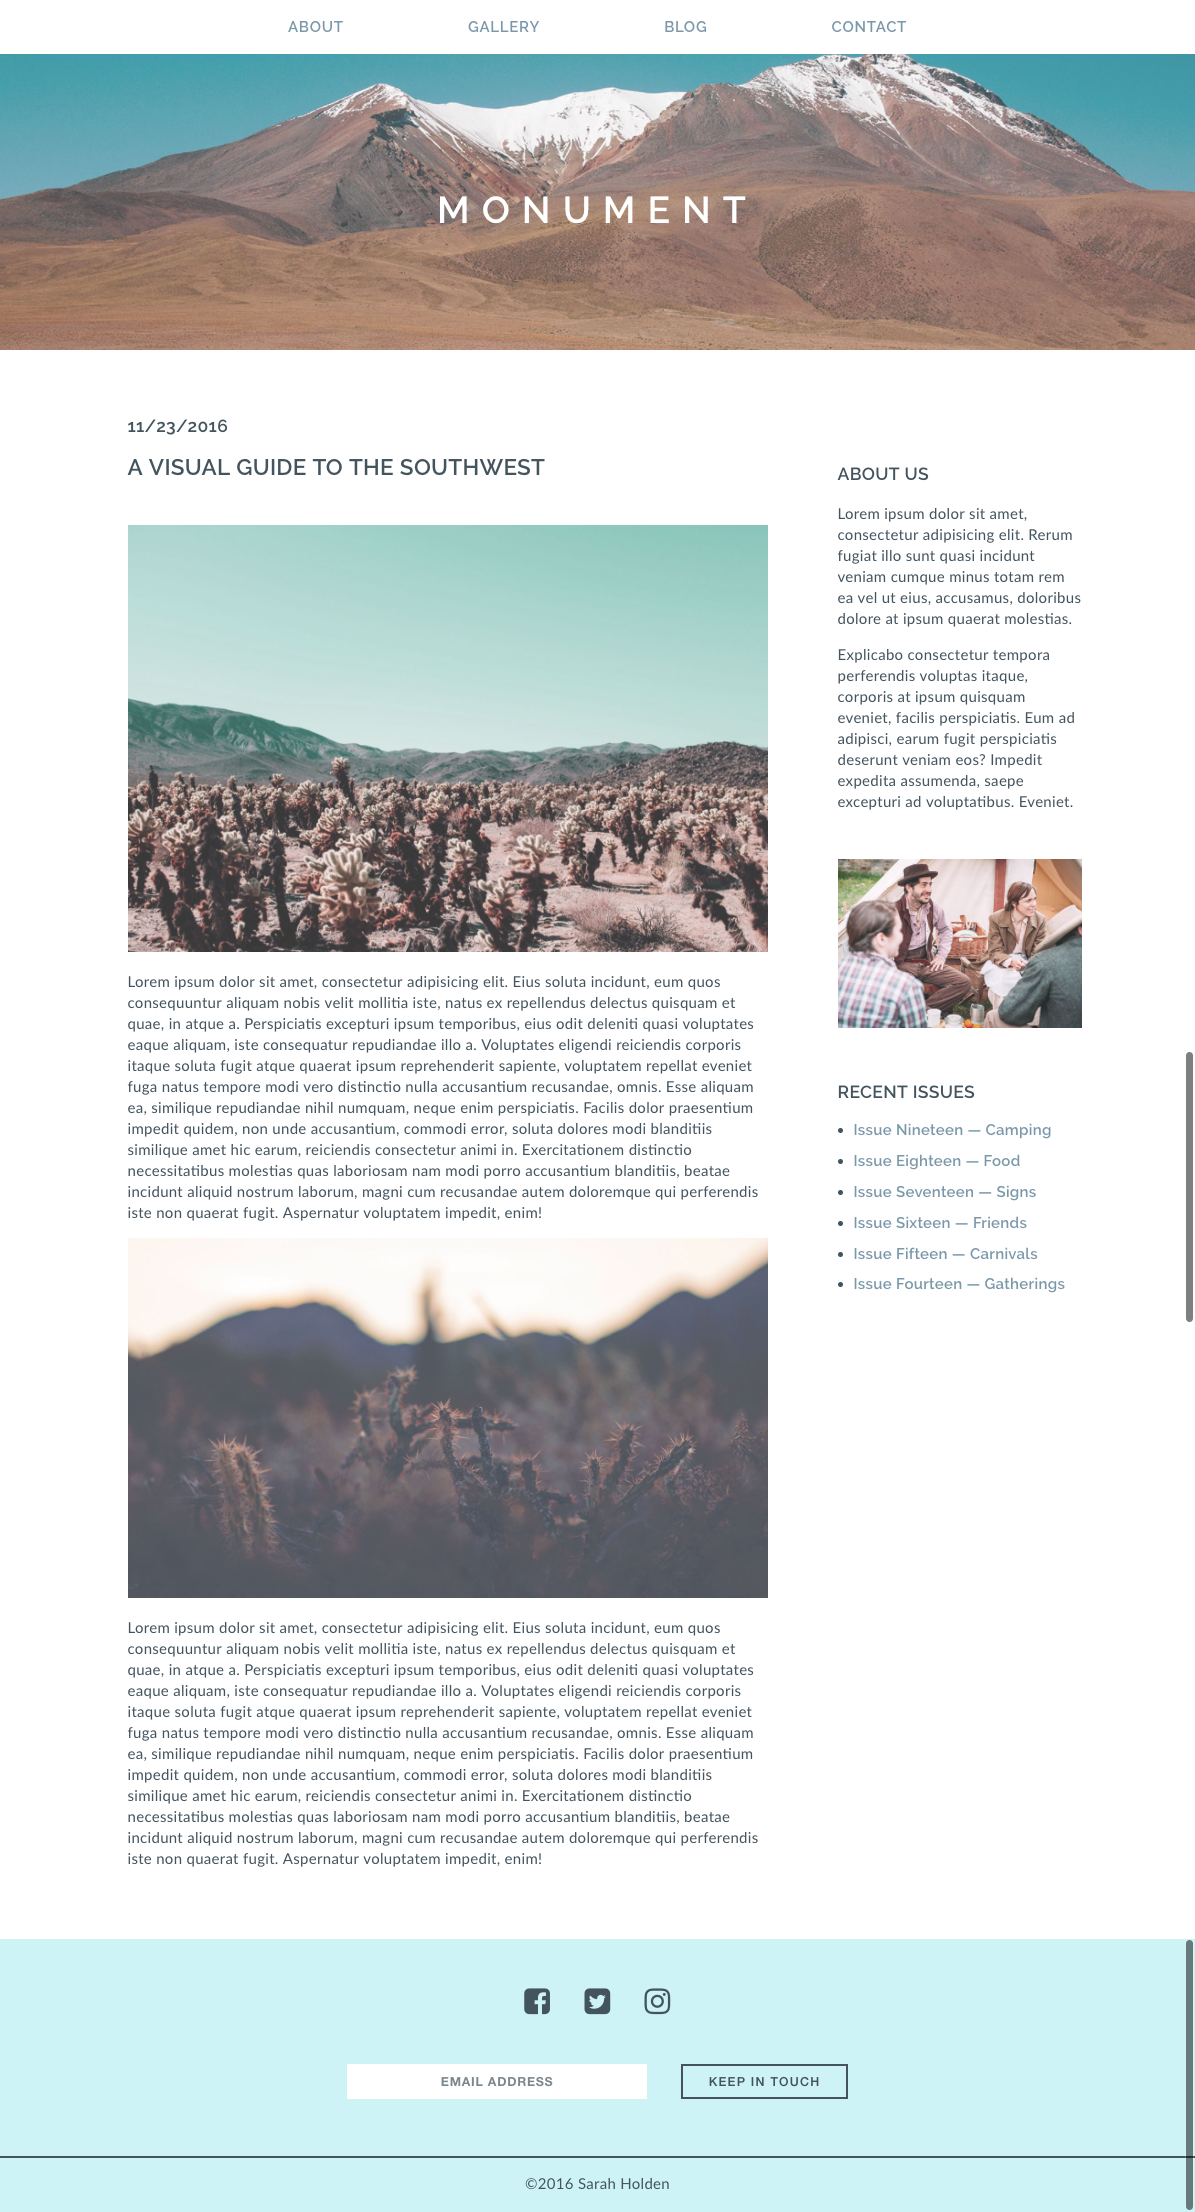 ABOUT
GALLERY
BLOG
CONTACT
MONUMENT
11/23/2016
A VISUAL GUIDE TO THE SOUTHWEST
Lorem ipsum dolor sit amet, consectetur adipisicing elit. Eius soluta incidunt, eum quos
consequuntur aliquam nobis velit mollitia iste, natus ex repellendus delectus quisquam et
quae, in atque a. Perspiciatis excepturi ipsum temporibus, eius odit deleniti quasi voluptates
eaque aliquam, iste consequatur repudiandae illo a. Voluptates eligendi reiciendis corporis
itaque soluta fugit atque quaerat ipsum reprehenderit sapiente, voluptatem repellat eveniet
fuga natus tempore modi vero distinctio nulla accusantium recusandae, omnis. Esse aliquam
ea, similique repudiandae nihil numquam, neque enim perspiciatis. Facilis dolor praesentium
impedit quidem, non unde accusantium, commodi error, soluta dolores modi blanditiis
similique amet hic earum, reiciendis consectetur animi in. Exercitationem distinctio
necessitatibus molestias quas laboriosam nam modi porro accusantium blanditiis, beatae
incidunt aliquid nostrum laborum, magni cum recusandae autem doloremque qui perferendis
iste non quaerat fugit. Aspernatur voluptatem impedit, enim!
Lorem ipsum dolor sit amet, consectetur adipisicing elit. Eius soluta incidunt, eum quos
consequuntur aliquam nobis velit mollitia iste, natus ex repellendus delectus quisquam et
quae, in atque a. Perspiciatis excepturi ipsum temporibus, eius odit deleniti quasi voluptates
eaque aliquam, iste consequatur repudiandae illo a. Voluptates eligendi reiciendis corporis
itaque soluta fugit atque quaerat ipsum reprehenderit sapiente, voluptatem repellat eveniet
fuga natus tempore modi vero distinctio nulla accusantium recusandae, omnis. Esse aliquam
ea, similique repudiandae nihil numquam, neque enim perspiciatis. Facilis dolor praesentium
impedit quidem, non unde accusantium, commodi error, soluta dolores modi blanditiis
similique amet hic earum, reiciendis consectetur animi in. Exercitationem distinctio
necessitatibus molestias quas laboriosam nam modi porro accusantium blanditiis, beatae
incidunt aliquid nostrum laborum, magni cum recusandae autem doloremque qui perferendis
iste non quaerat fugit. Aspernatur voluptatem impedit, enim!
ABOUT US
Lorem ipsum dolor sit amet,
consectetur adipisicing elit. Rerum
fugiat illo sunt quasi incidunt
veniam cumque minus totam rem
ea vel ut eius, accusamus, doloribus
dolore at ipsum quaerat molestias.
Explicabo consectetur tempora
perferendis voluptas itaque,
corporis at ipsum quisquam
eveniet, facilis perspiciatis. Eum ad
adipisci, earum fugit perspiciatis
deserunt veniam eos? Impedit
expedita assumenda, saepe
excepturi ad voluptatibus. Eveniet.
RECENT ISSUES
• Issue Nineteen — Camping
• Issue Eighteen — Food
• Issue Seventeen — Signs
• Issue Sixteen — Friends
• Issue Fifteen — Carnivals
• Issue Fourteen — Gatherings
EMAIL ADDRESS
KEEP IN TOUCH
©2016 Sarah Holden